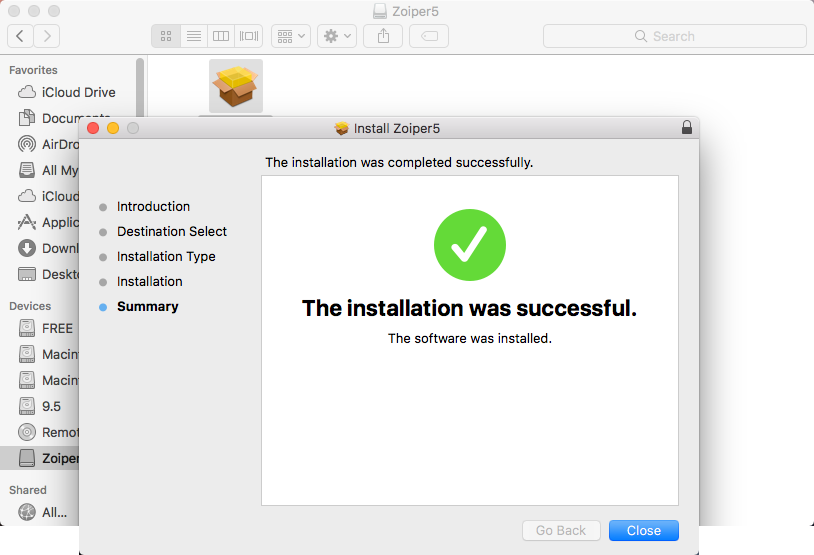 Zoiper5
Search
Favorites
iCloud Drive
Documents
AirDro
All My
iCloud
Applic
Downl
Deskto
Devices
FREE
Macin
Macin
9.5
Remot
Zoiper
Shared
All...
Install Zoiper5
The installation was completed successfully.
Introduction
Destination Select
Installation Type
Installation
Summary
The installation was successful.
The software was installed.
Go Back
Close